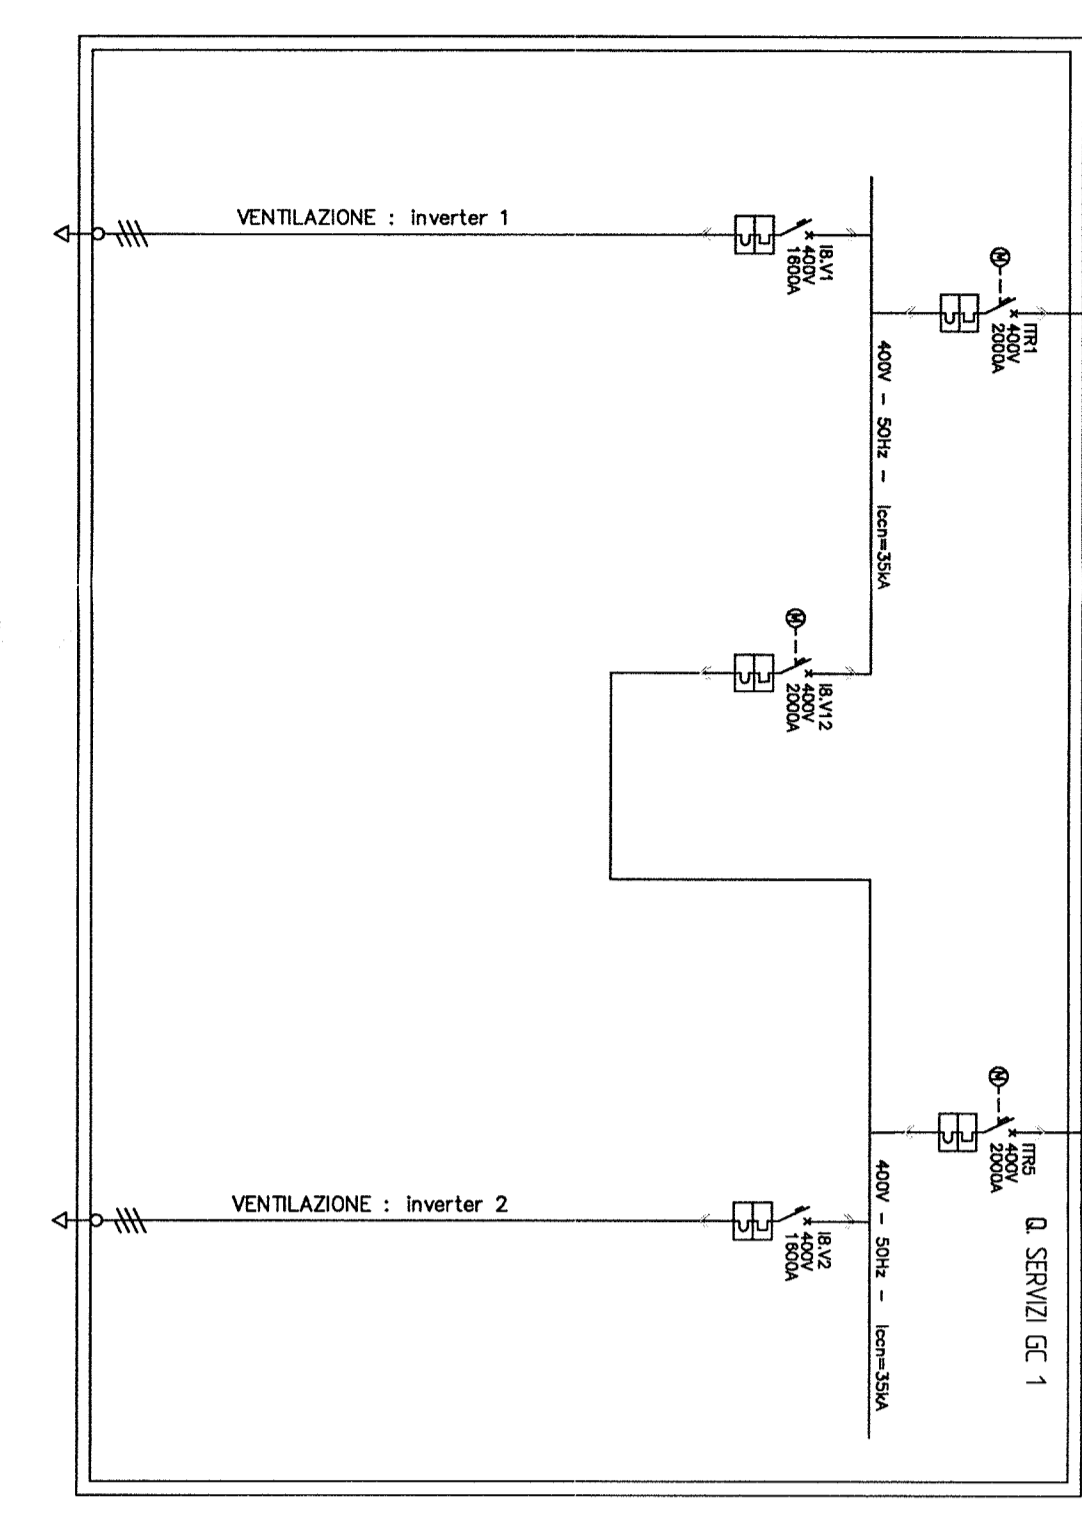 VENTILAZIONE : inverter 1
I8.V1
400V
1600A
M
ITR1
400V
2000A
400V - 50Hz - Iccn=35kA
M
I8.V12
400V
2000A
M
ITR5
400V
2000A
Q. SERVIZI GC 1
VENTILAZIONE : inverter 2
I8.V2
400V
1600A
400V - 50Hz - Iccn=35kA